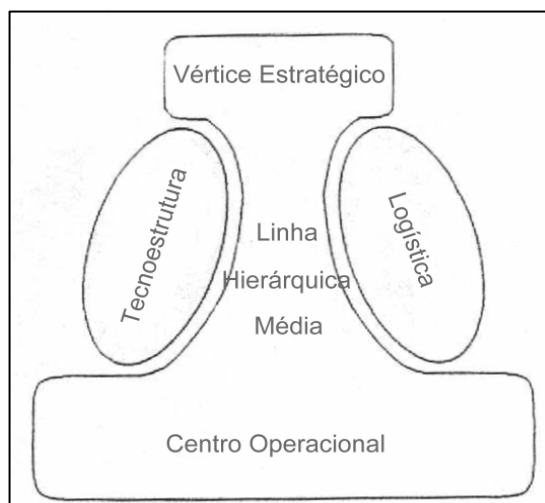 Vértice Estratégico
Tecnoestrutura
Logística
Linha
Hierárquica
Média
Centro Operacional